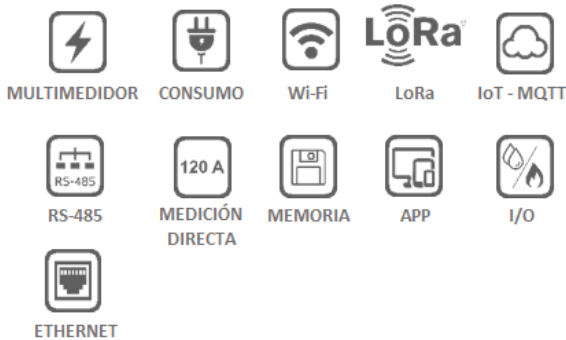 LoRa
MULTIMEDIDOR
CONSUMO
Wi-Fi
LoRa
IoT - MQTT
RS-485
120 A
RS-485
MEDICIÓN
DIRECTA
MEMORIA
APP
I/O
ETHERNET